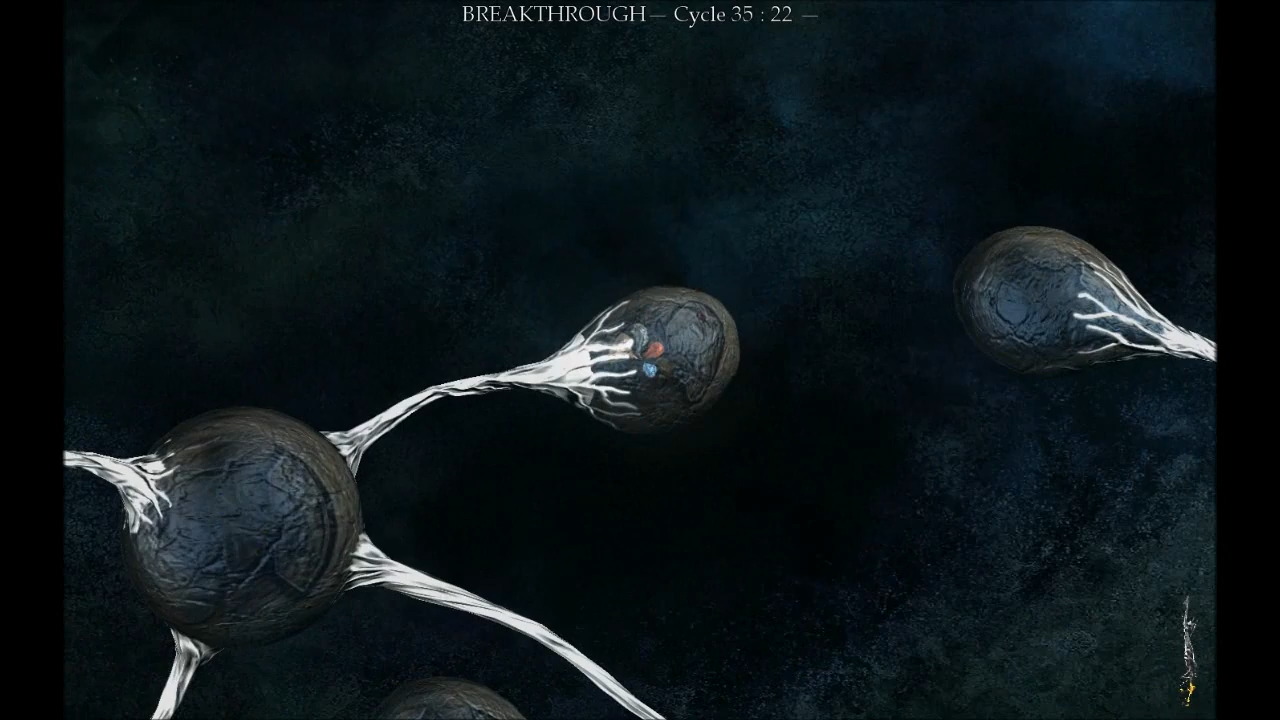 BREAKTHROUGH — Cycle 35 : 22 —